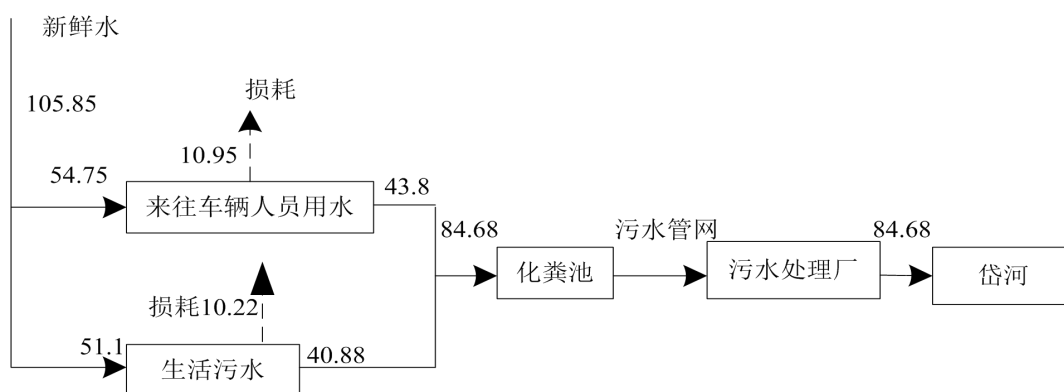 新鲜水
105.85
损耗
10.95
54.75
来往车辆人员用水
43.8
84.68
化粪池
污水管网
污水处理厂
84.68
岱河
损耗10.22
51.1
生活污水
40.88